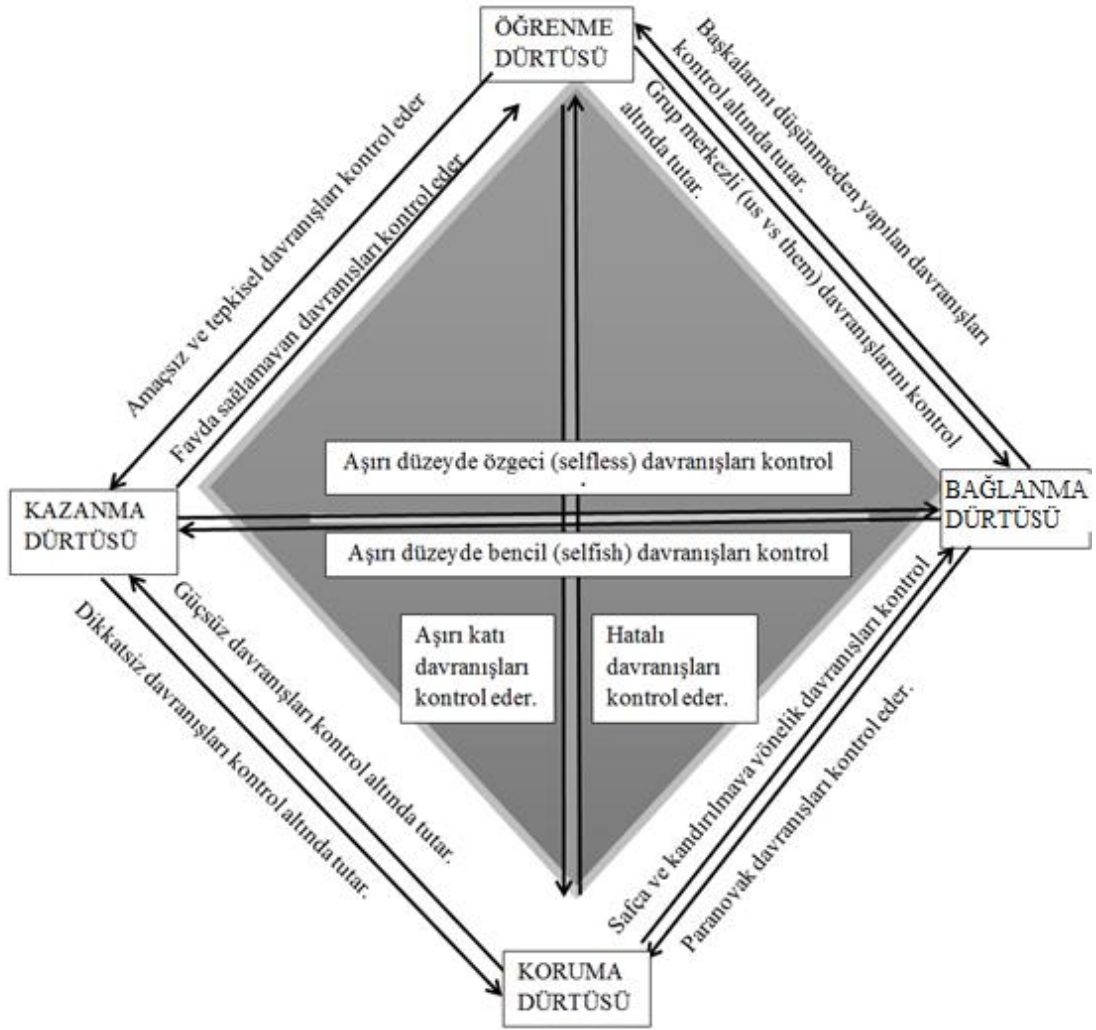 ÖĞRENME
DÜRTÜSÜ
Başkalarını düşünmeden yapılan davranışları
kontrol altında tutar.
Grup merkezli (us vs them) davranışlarını kontrol
altında tutar.
Amaçsız ve tepkisel davranışları kontrol eder
Favda sağlamavan davranışları kontrol eder
Aşırı düzeyde özgeci (selfless) davranışları kontrol
.
KAZANMA
DÜRTÜSÜ
BAĞLANMA
DÜRTÜSÜ
Aşırı düzeyde bencil (selfish) davranışları kontrol
Aşırı katı
davranışları
kontrol eder.
Hatalı
davranışları
kontrol eder.
Güçsüz davranışları kontrol altında tutar.
Dikkatsiz davranışları kontrol altında tutar.
Safça ve kandırılmaya yönelik davranışları kontrol
Paranovak davranışları kontrol eder.
KORUMA
DÜRTÜSÜ